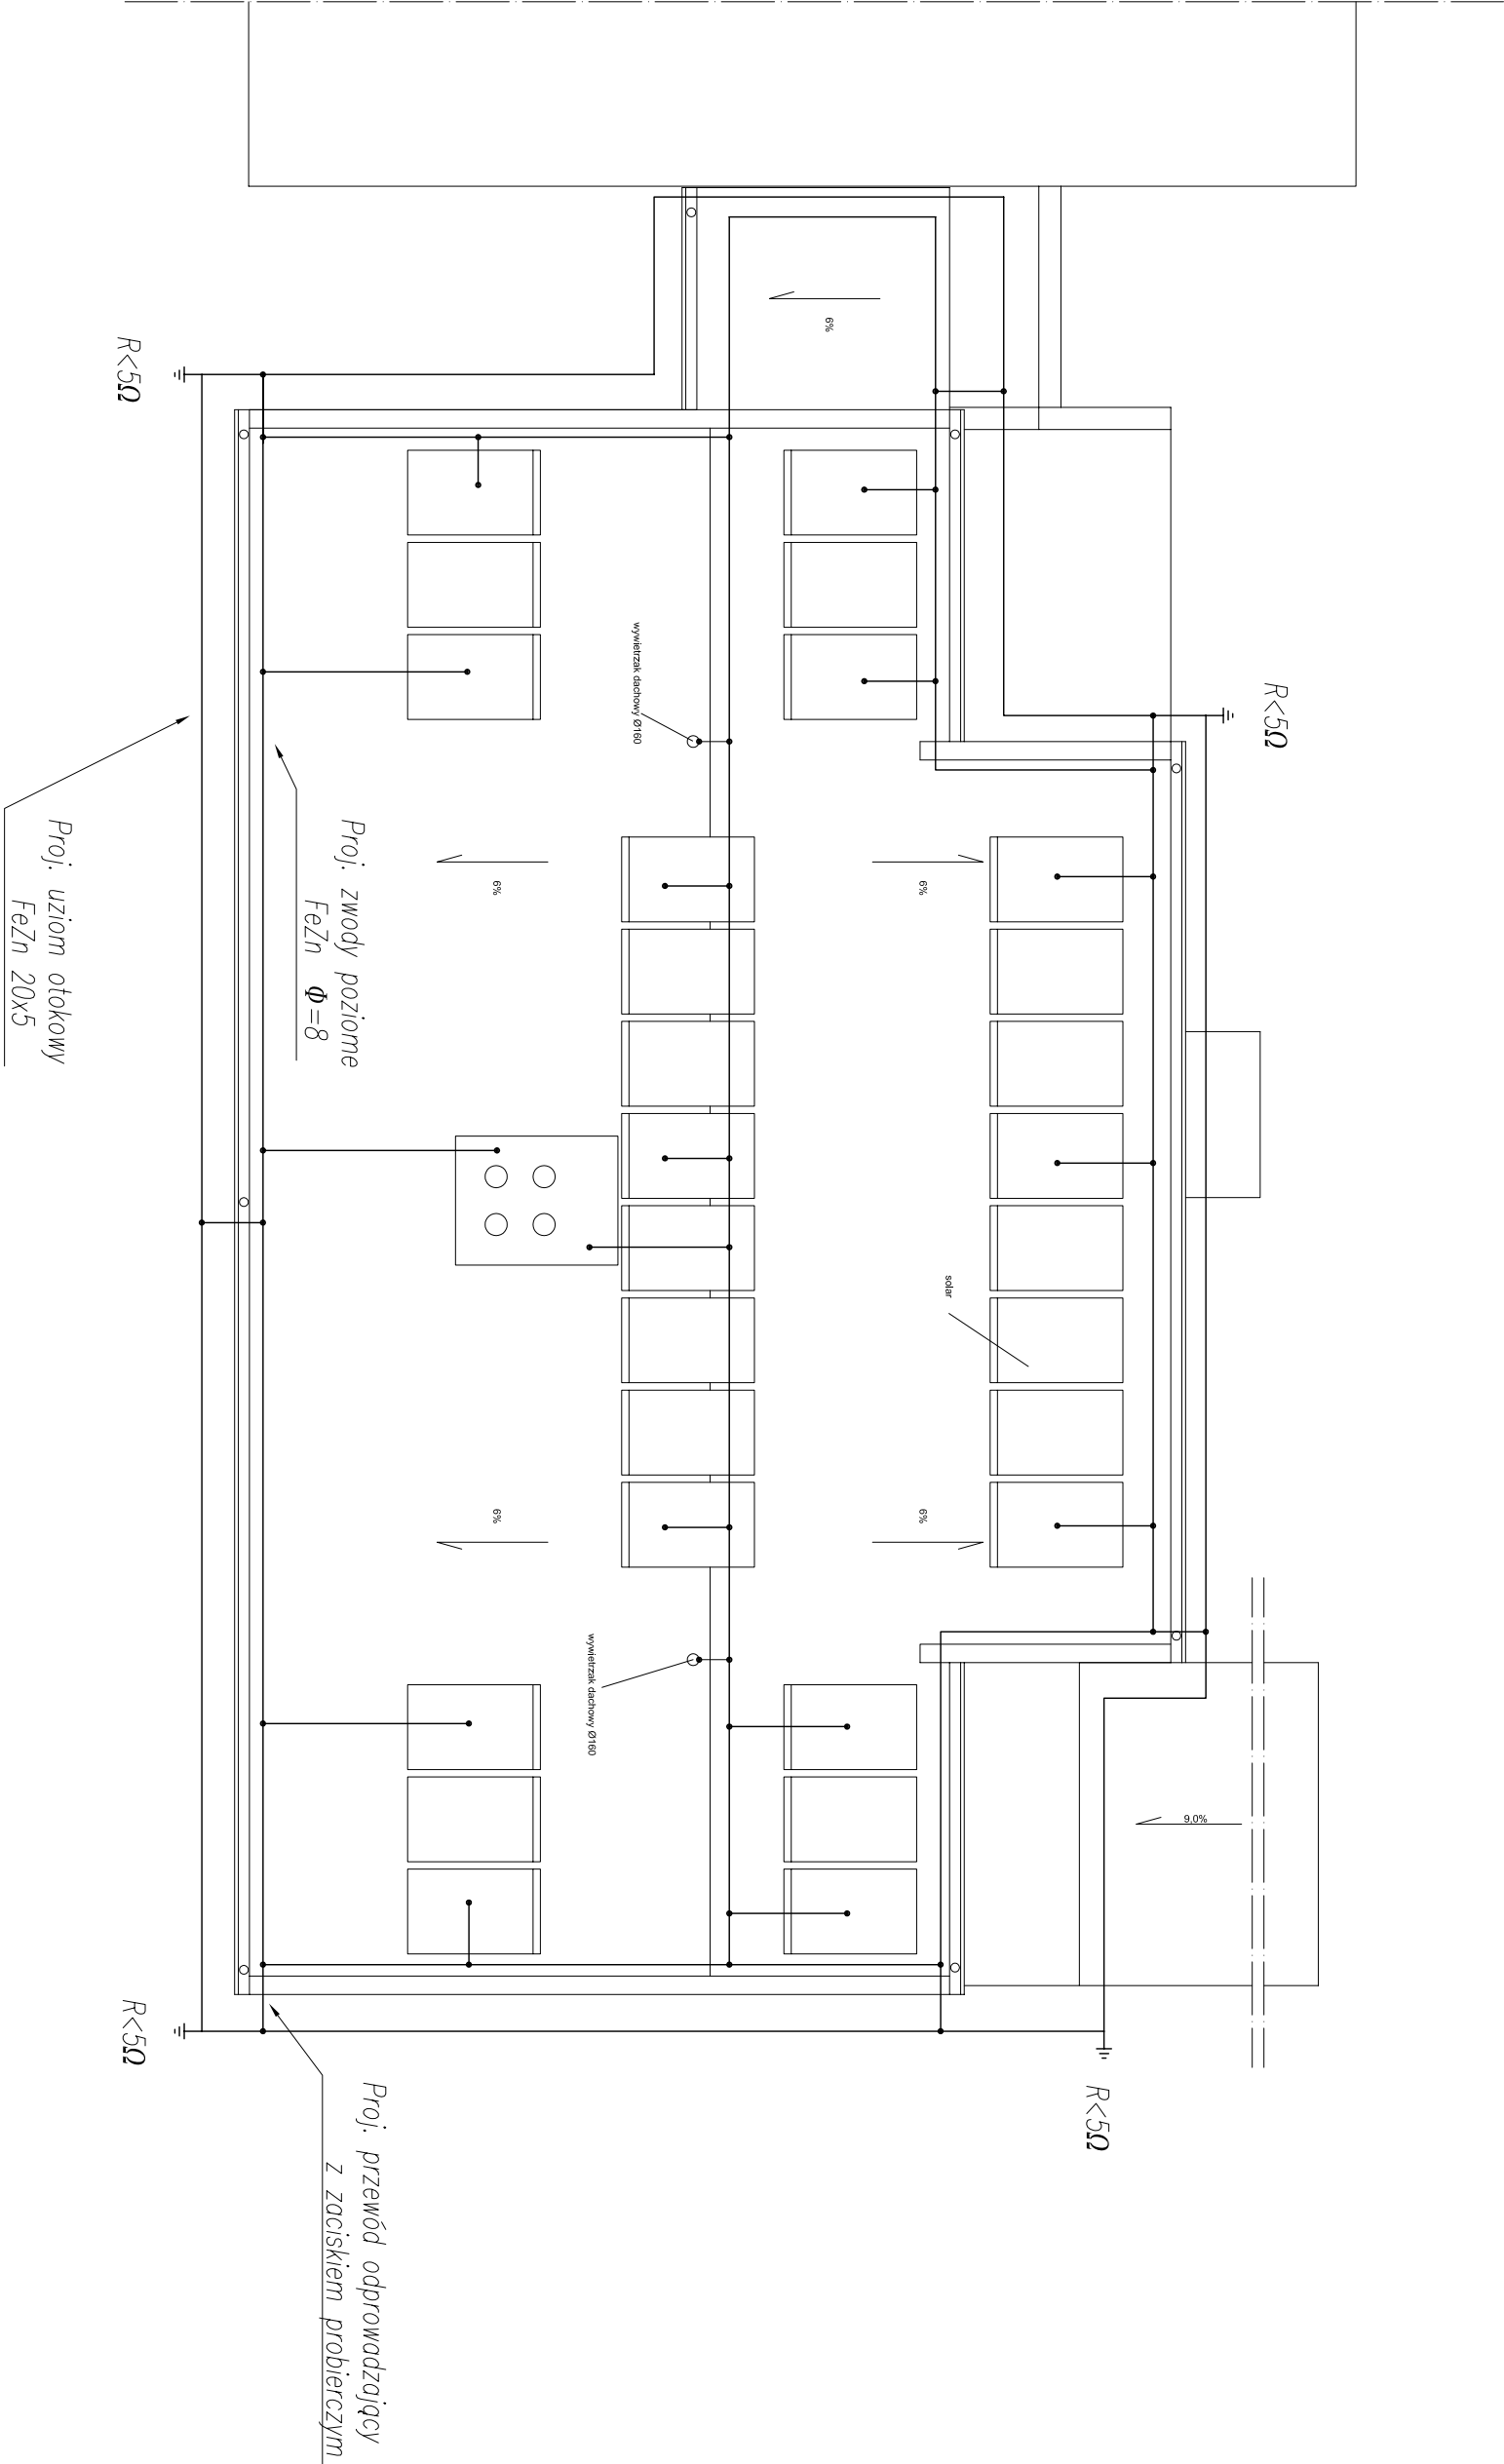 R<5Ω
R<5Ω
6%
wywietrzak dachowy Ø160
6%
6%
Proj. zwody poziome
FeZn Φ=8
Proj. uziom otokowy
FeZn 20x5
solar
6%
6%
wywietrzak dachowy Ø160
9,0%
R<5Ω
R<5Ω
Proj. przewód odprowadzający
z zaciskiem probierczym